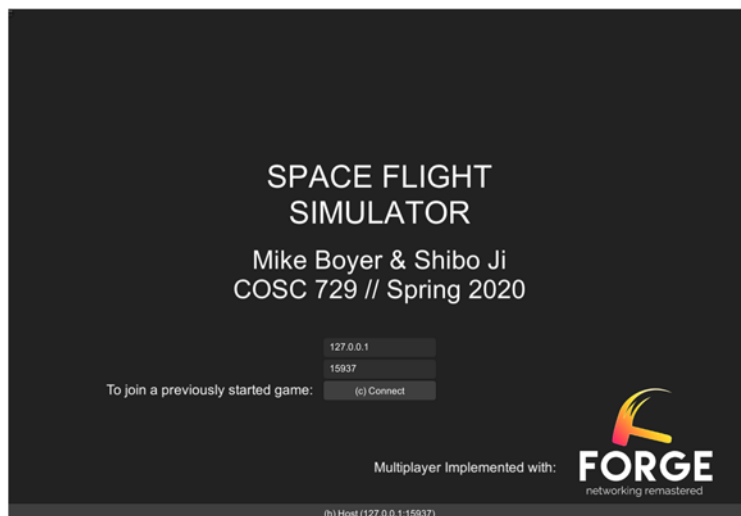 SPACE FLIGHT
SIMULATOR
Mike Boyer & Shibo Ji
COSC 729 // Spring 2020
127.0.0.1
15937
To join a previously started game: (c) Connect
Multiplayer Implemented with:
FORGE
networking remastered
(h) Host (127.0.0.1:15937)